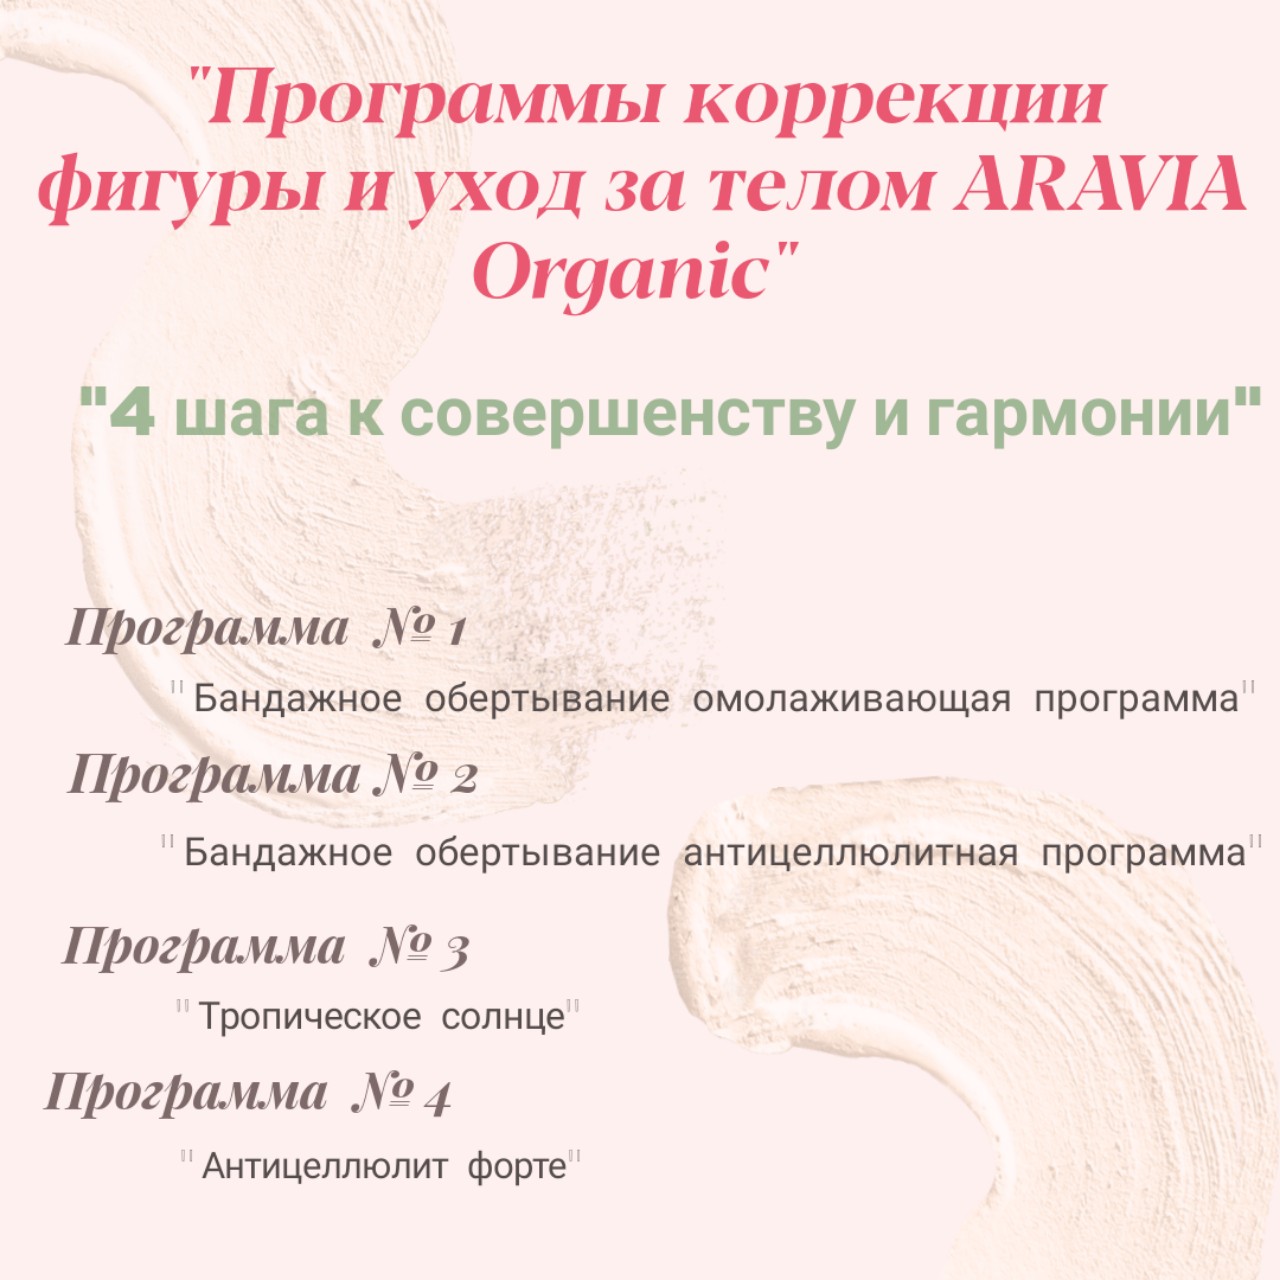 "Программы коррекции
фигуры и уход за телом ARAVIA
Organic"
"4 шага к совершенству и гармонии"
Программа № 1
"Бандажное обертывание омолаживающая программа"
Программа № 2
"Бандажное обертывание антицеллюлитная программа"
Программа № 3
"Тропическое солнце"
Программа № 4
"Антицеллюлит форте"